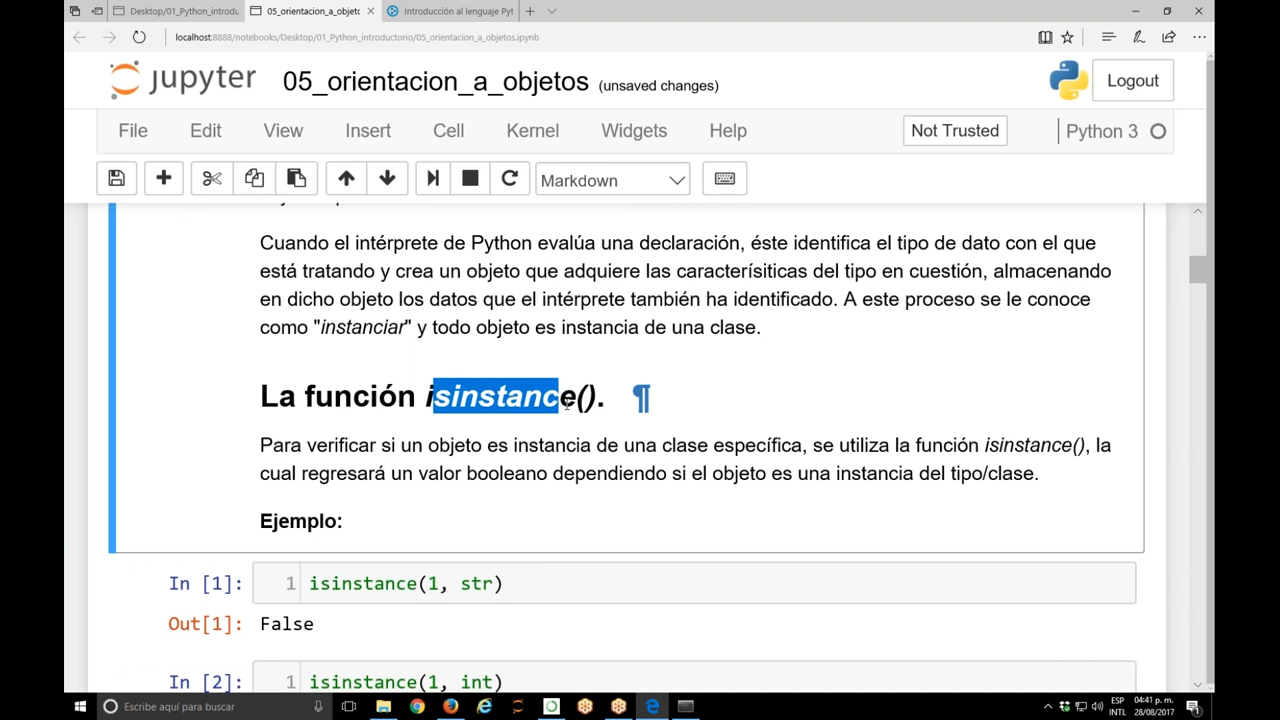 Desktop/01_Python_introdu
05_orientacion_a_objeto
Introducción al lenguaje Pyt
localhost:8888/notebooks/Desktop/01_Python_introductorio/05_orientacion_a_objetos.ipynb
jupyter 05_orientacion_a_objetos (unsaved changes) Logout
File Edit View Insert Cell Kernel Widgets Help Not Trusted Python 3
Markdown
Cuando el intérprete de Python evalúa una declaración, éste identifica el tipo de dato con el que
está tratando y crea un objeto que adquiere las caracterísiticas del tipo en cuestión, almacenando
en dicho objeto los datos que el intérprete también ha identificado. A este proceso se le conoce
como "instanciar" y todo objeto es instancia de una clase.
La función isinstance(). ¶
Para verificar si un objeto es instancia de una clase específica, se utiliza la función isinstance(), la
cual regresará un valor booleano dependiendo si el objeto es una instancia del tipo/clase.
Ejemplo:
In [1]: 1 isinstance(1, str)
Out[1]: False
In [2]: 1 isinstance(1, int)
Escribe aquí para buscar
ESP 04:41 p. m.
INTL 28/08/2017